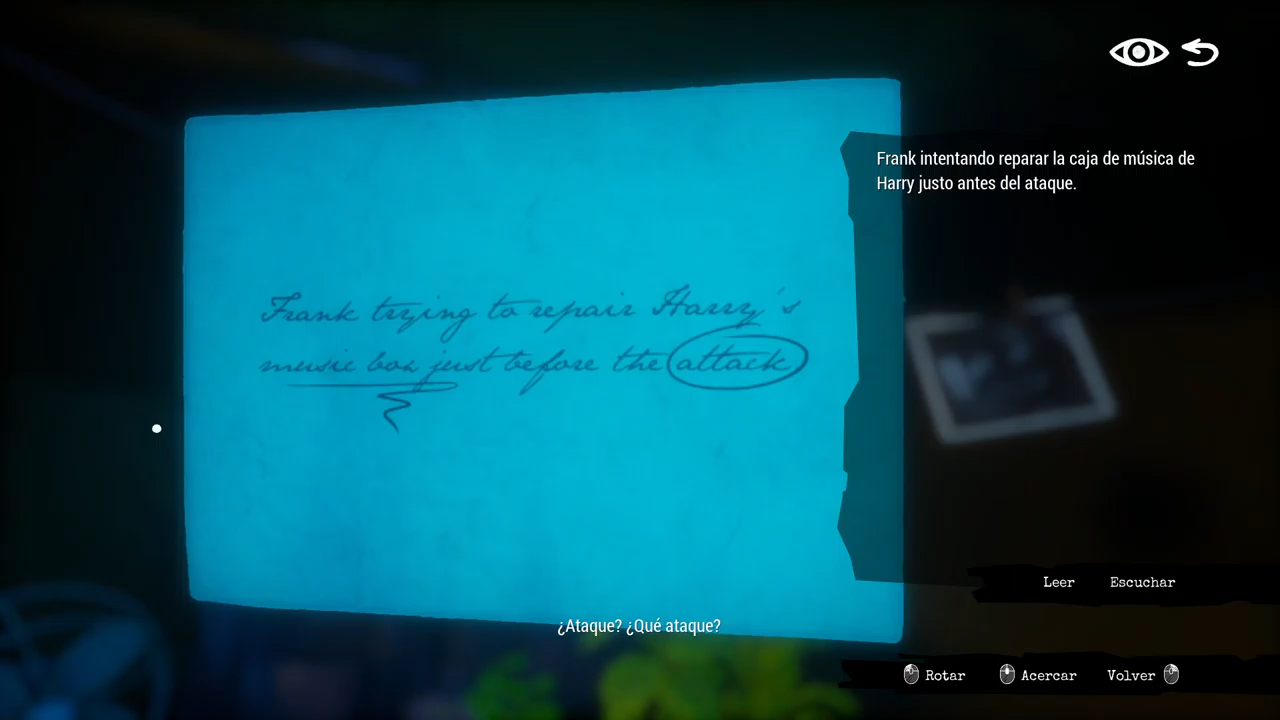 Frank intentando reparar la caja de música de
Harry justo antes del ataque.
Frank trying to repair Harry's
music box just before the attack
Leer Escuchar
¿Ataque? ¿Qué ataque?
Rotar Acercar Volver